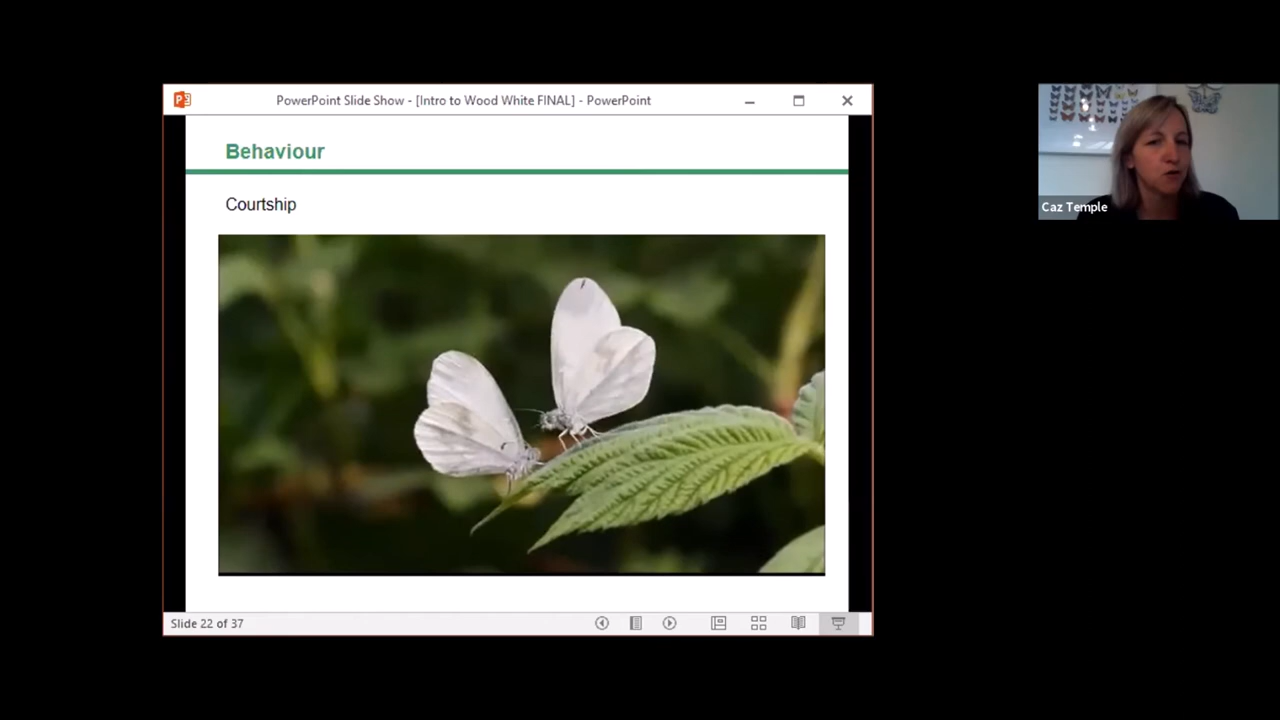 PowerPoint Slide Show - [Intro to Wood White FINAL] - PowerPoint
Behaviour
Courtship
Caz Temple
Slide 22 of 37